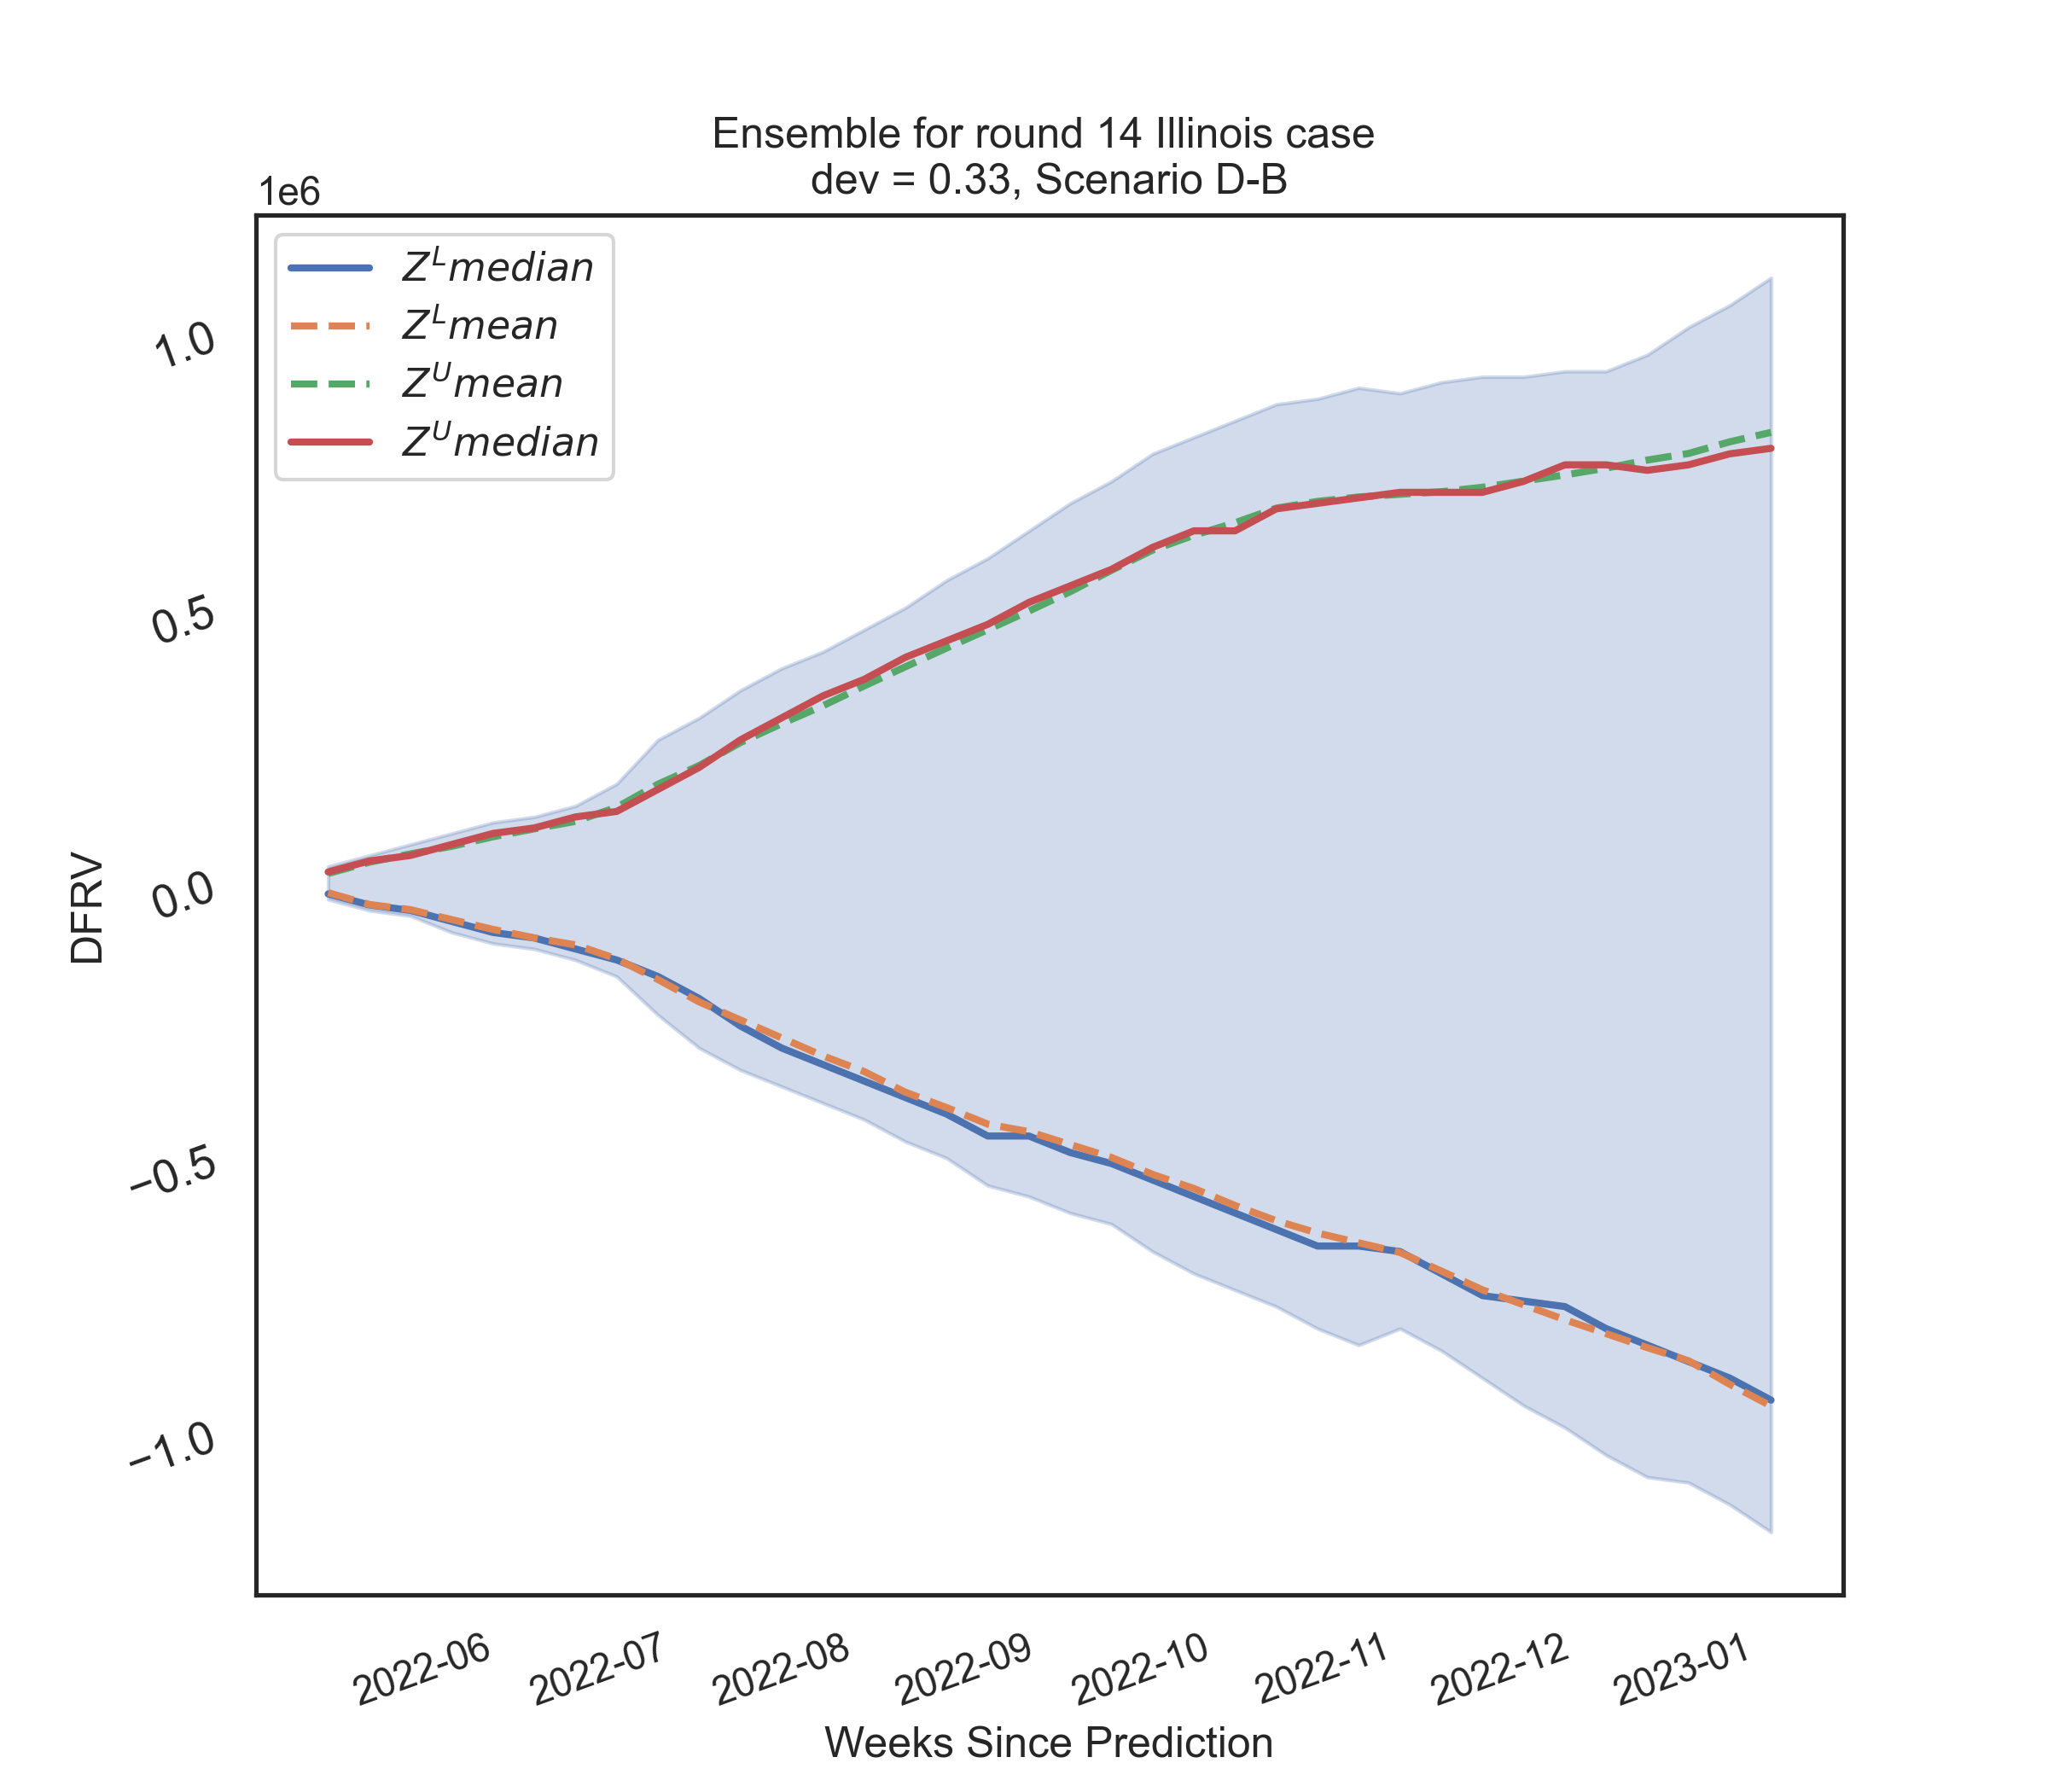 Ensemble for round 14 Illinois case
dev = 0.33, Scenario D-B
1e6
Z^L median
Z^L mean
Z^U mean
Z^U median
1.0
0.5
0.0
−0.5
−1.0
DFRV
2022-06
2022-07
2022-08
2022-09
2022-10
2022-11
2022-12
2023-01
Weeks Since Prediction